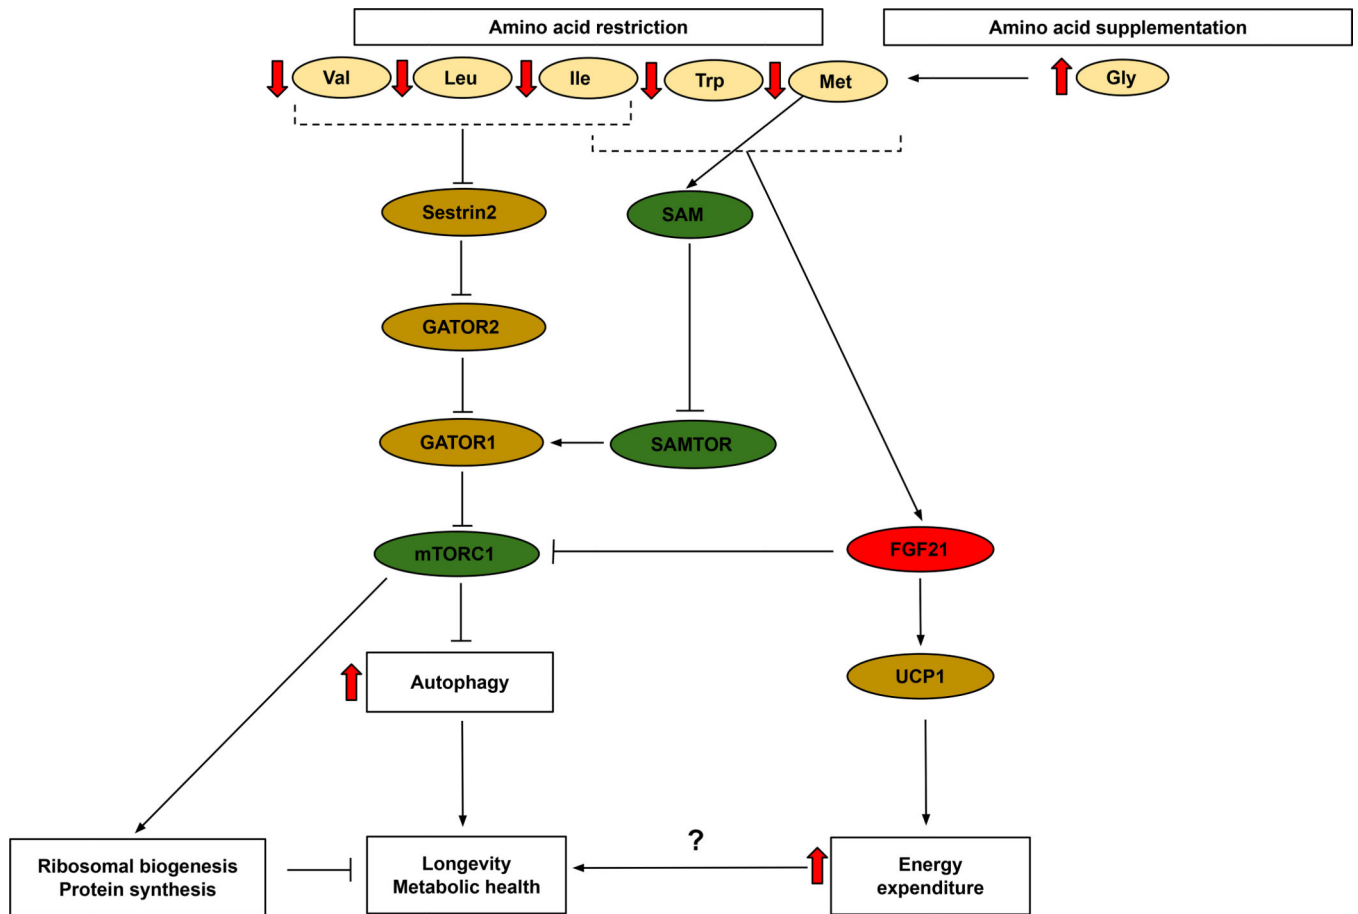 Amino acid restriction
Amino acid supplementation
Val
Leu
Ile
Trp
Met
Gly
Sestrin2
SAM
GATOR2
GATOR1
SAMTOR
mTORC1
FGF21
Autophagy
UCP1
?
Ribosomal biogenesis
Protein synthesis
Longevity
Metabolic health
Energy
expenditure